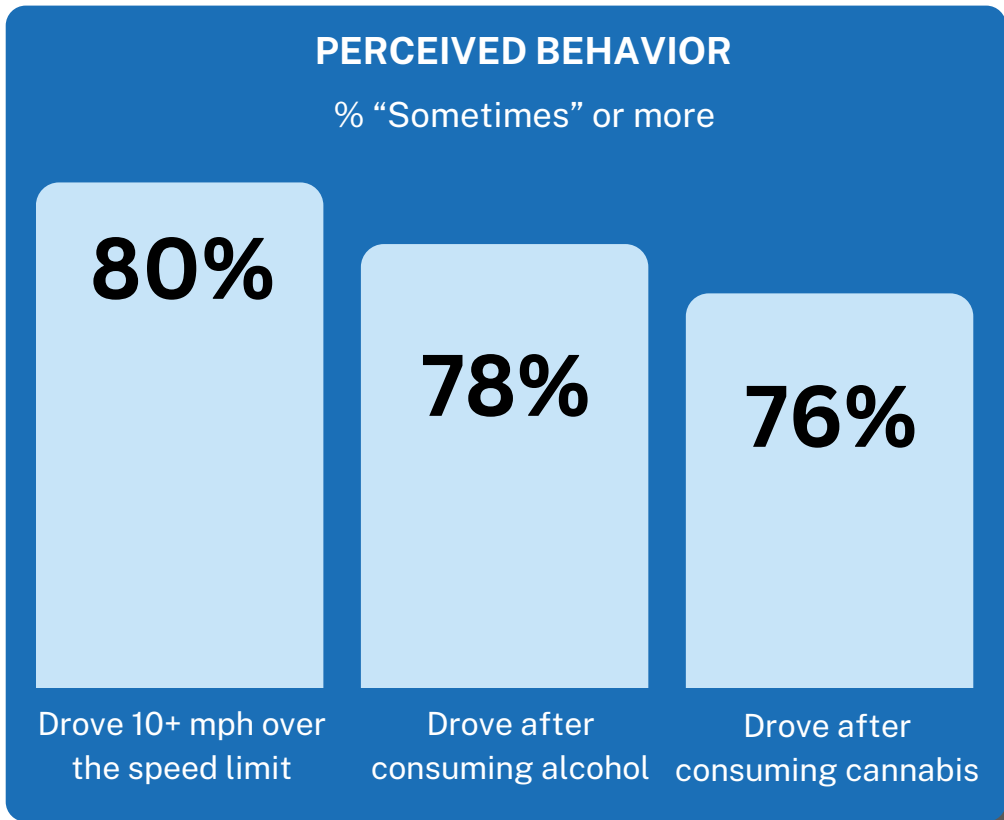 PERCEIVED BEHAVIOR
% “Sometimes” or more
80%
78%
76%
Drove 10+ mph over
the speed limit
Drove after
consuming alcohol
Drove after
consuming cannabis